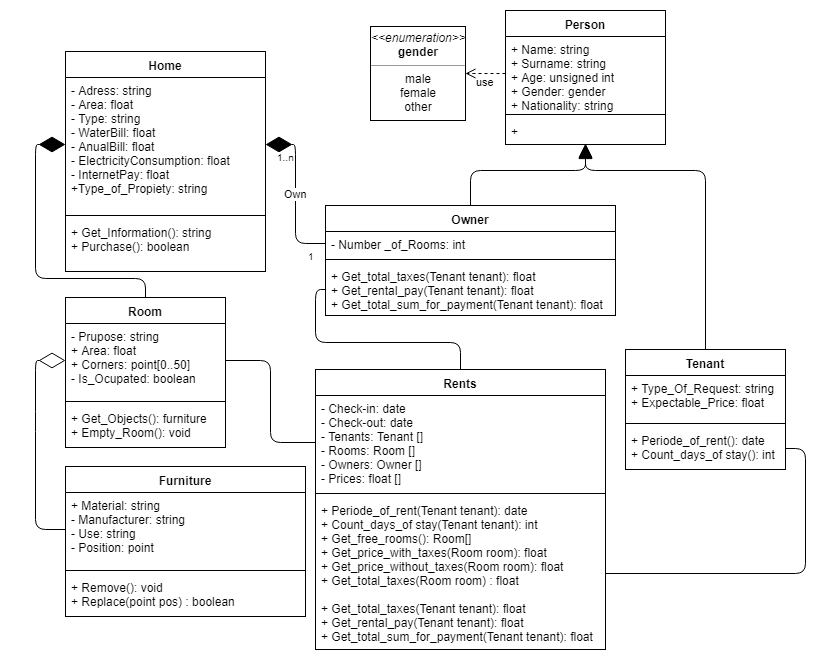 Person
+ Name: string
+ Surname: string
+ Age: unsigned int
+ Gender: gender
+ Nationality: string
+
<<enumeration>>
gender
male
female
other
use
Home
- Adress: string
- Area: float
- Type: string
- WaterBill: float
- AnualBill: float
- ElectricityConsumption: float
- InternetPay: float
+Type_of_Propiety: string
+ Get_Information(): string
+ Purchase(): boolean
1..n
Own
1
Owner
- Number _of_Rooms: int
+ Get_total_taxes(Tenant tenant): float
+ Get_rental_pay(Tenant tenant): float
+ Get_total_sum_for_payment(Tenant tenant): float
Room
- Prupose: string
+ Area: float
+ Corners: point[0..50]
- Is_Ocupated: boolean
+ Get_Objects(): furniture
+ Empty_Room(): void
Tenant
+ Type_Of_Request: string
+ Expectable_Price: float
+ Periode_of_rent(): date
+ Count_days_of stay(): int
Rents
- Check-in: date
- Check-out: date
- Tenants: Tenant []
- Rooms: Room []
- Owners: Owner []
- Prices: float []
+ Periode_of_rent(Tenant tenant): date
+ Count_days_of stay(Tenant tenant): int
+ Get_free_rooms(): Room[]
+ Get_price_with_taxes(Room room): float
+ Get_price_without_taxes(Room room): float
+ Get_total_taxes(Room room) : float
+ Get_total_taxes(Tenant tenant): float
+ Get_rental_pay(Tenant tenant): float
+ Get_total_sum_for_payment(Tenant tenant): float
Furniture
+ Material: string
- Manufacturer: string
- Use: string
- Position: point
+ Remove(): void
+ Replace(point pos) : boolean